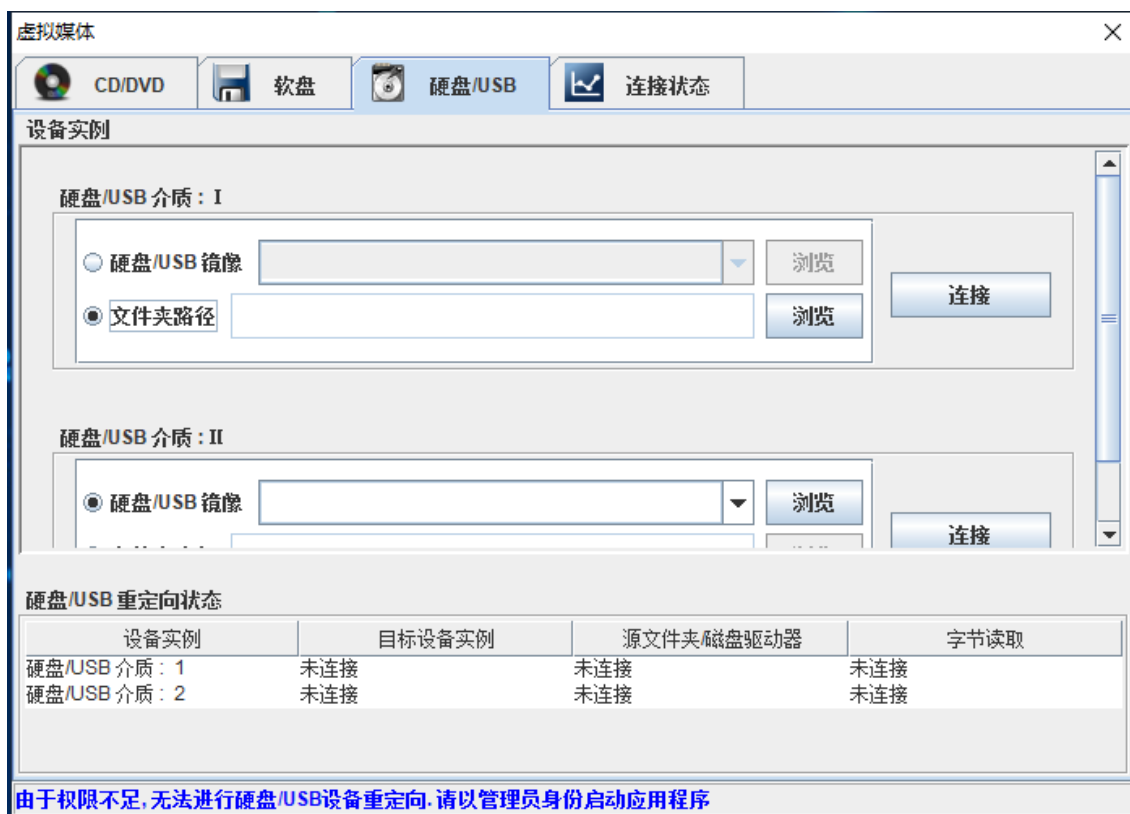 虚拟媒体
CD/DVD 软盘 硬盘/USB 连接状态
设备实例
硬盘/USB 介质：I
硬盘/USB 镜像 浏览
连接
文件夹路径 浏览
硬盘/USB 介质 : II
硬盘/USB 镜像 浏览
连接
硬盘/USB 重定向状态
设备实例 目标设备实例 源文件夹/磁盘驱动器 字节读取
硬盘/USB 介质： 1 未连接 未连接 未连接
硬盘/USB 介质： 2 未连接 未连接 未连接
由于权限不足,无法进行硬盘/USB设备重定向.请以管理员身份启动应用程序